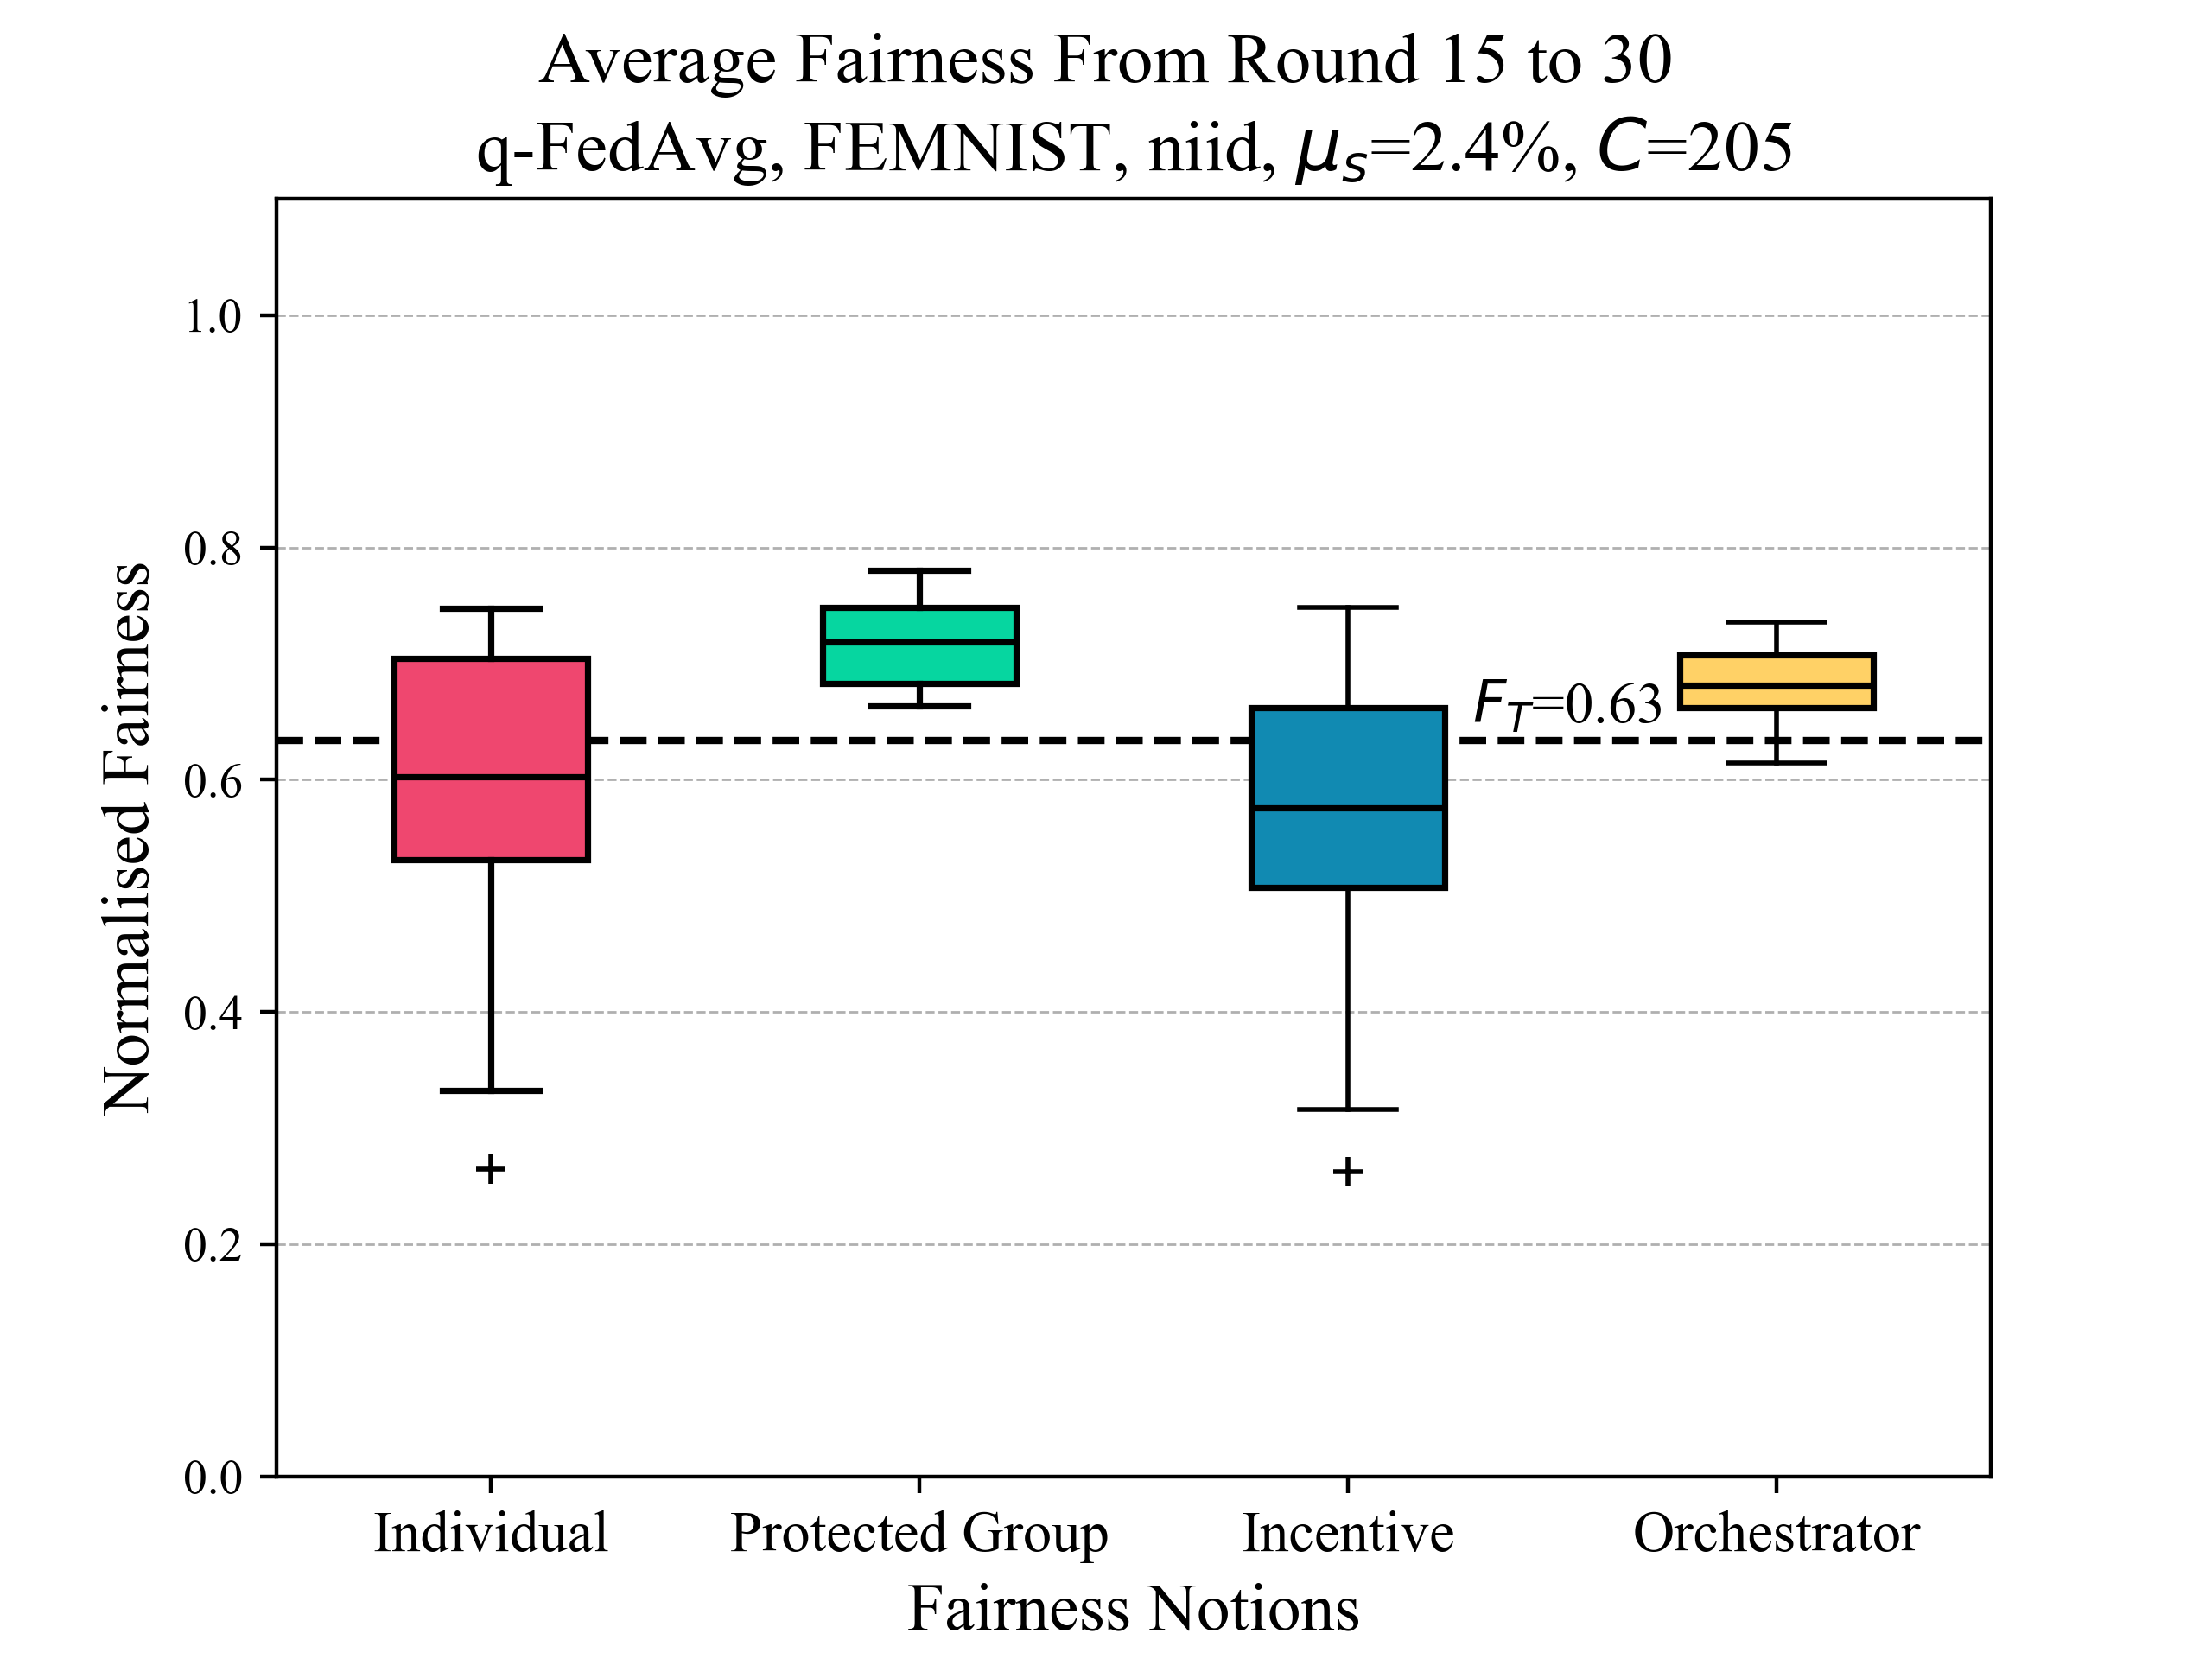 Average Fairness From Round 15 to 30
q-FedAvg, FEMNIST, niid, μₛ=2.4%, C=205
Normalised Fairness
1.0
0.8
0.6
0.4
0.2
0.0
F_T=0.63
Individual
Protected Group
Incentive
Orchestrator
Fairness Notions